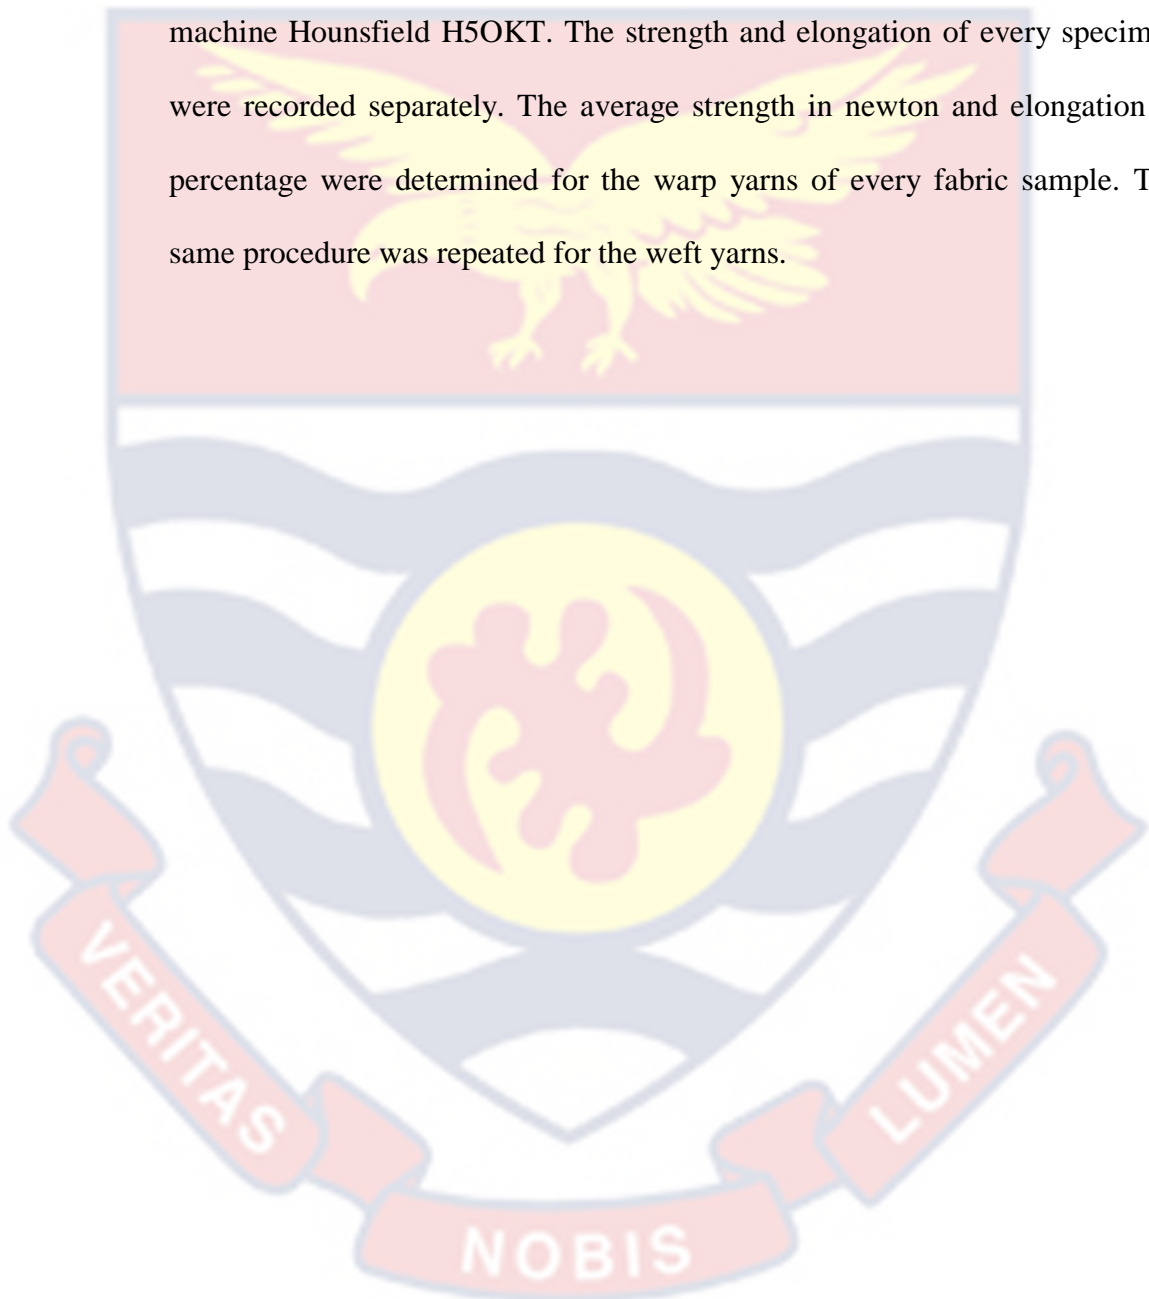 machine Hounsfield H5OKT. The strength and elongation of every specim
were recorded separately. The average strength in newton and elongation
percentage were determined for the warp yarns of every fabric sample. T
same procedure was repeated for the weft yarns.
VERITAS
NOBIS
LUMEN